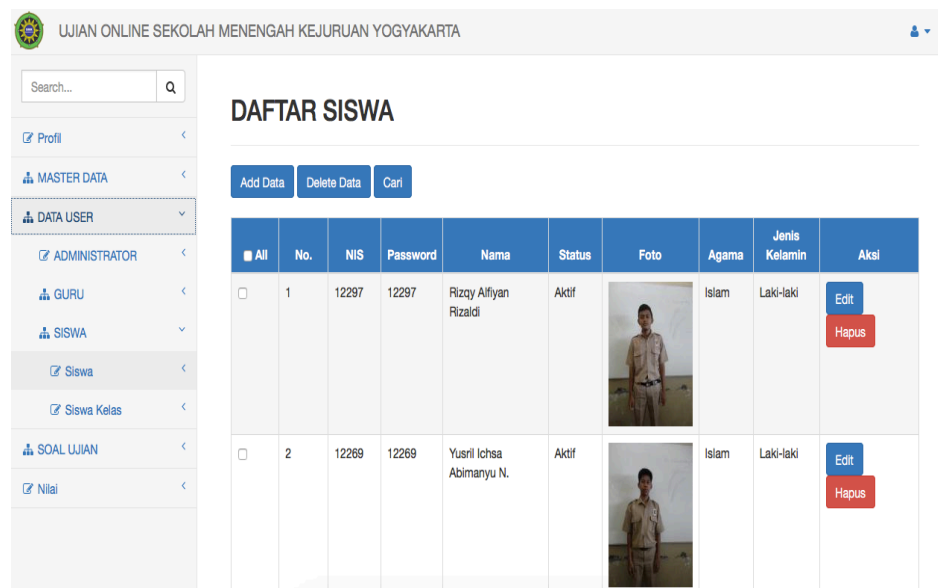 UJIAN ONLINE SEKOLAH MENENGAH KEJURUAN YOGYAKARTA
Search...
Profil
MASTER DATA
DATA USER
ADMINISTRATOR
GURU
SISWA
Siswa
Siswa Kelas
SOAL UJIAN
Nilai
DAFTAR SISWA
Add Data Delete Data Cari
All No. NIS Password Nama Status Foto Agama Jenis Kelamin Aksi
1 12297 12297 Rizqy Alfiyan Aktif Islam Laki-laki Edit
Rizaldi Hapus
2 12269 12269 Yusril Ichsa Aktif Islam Laki-laki Edit
Abimanyu N. Hapus